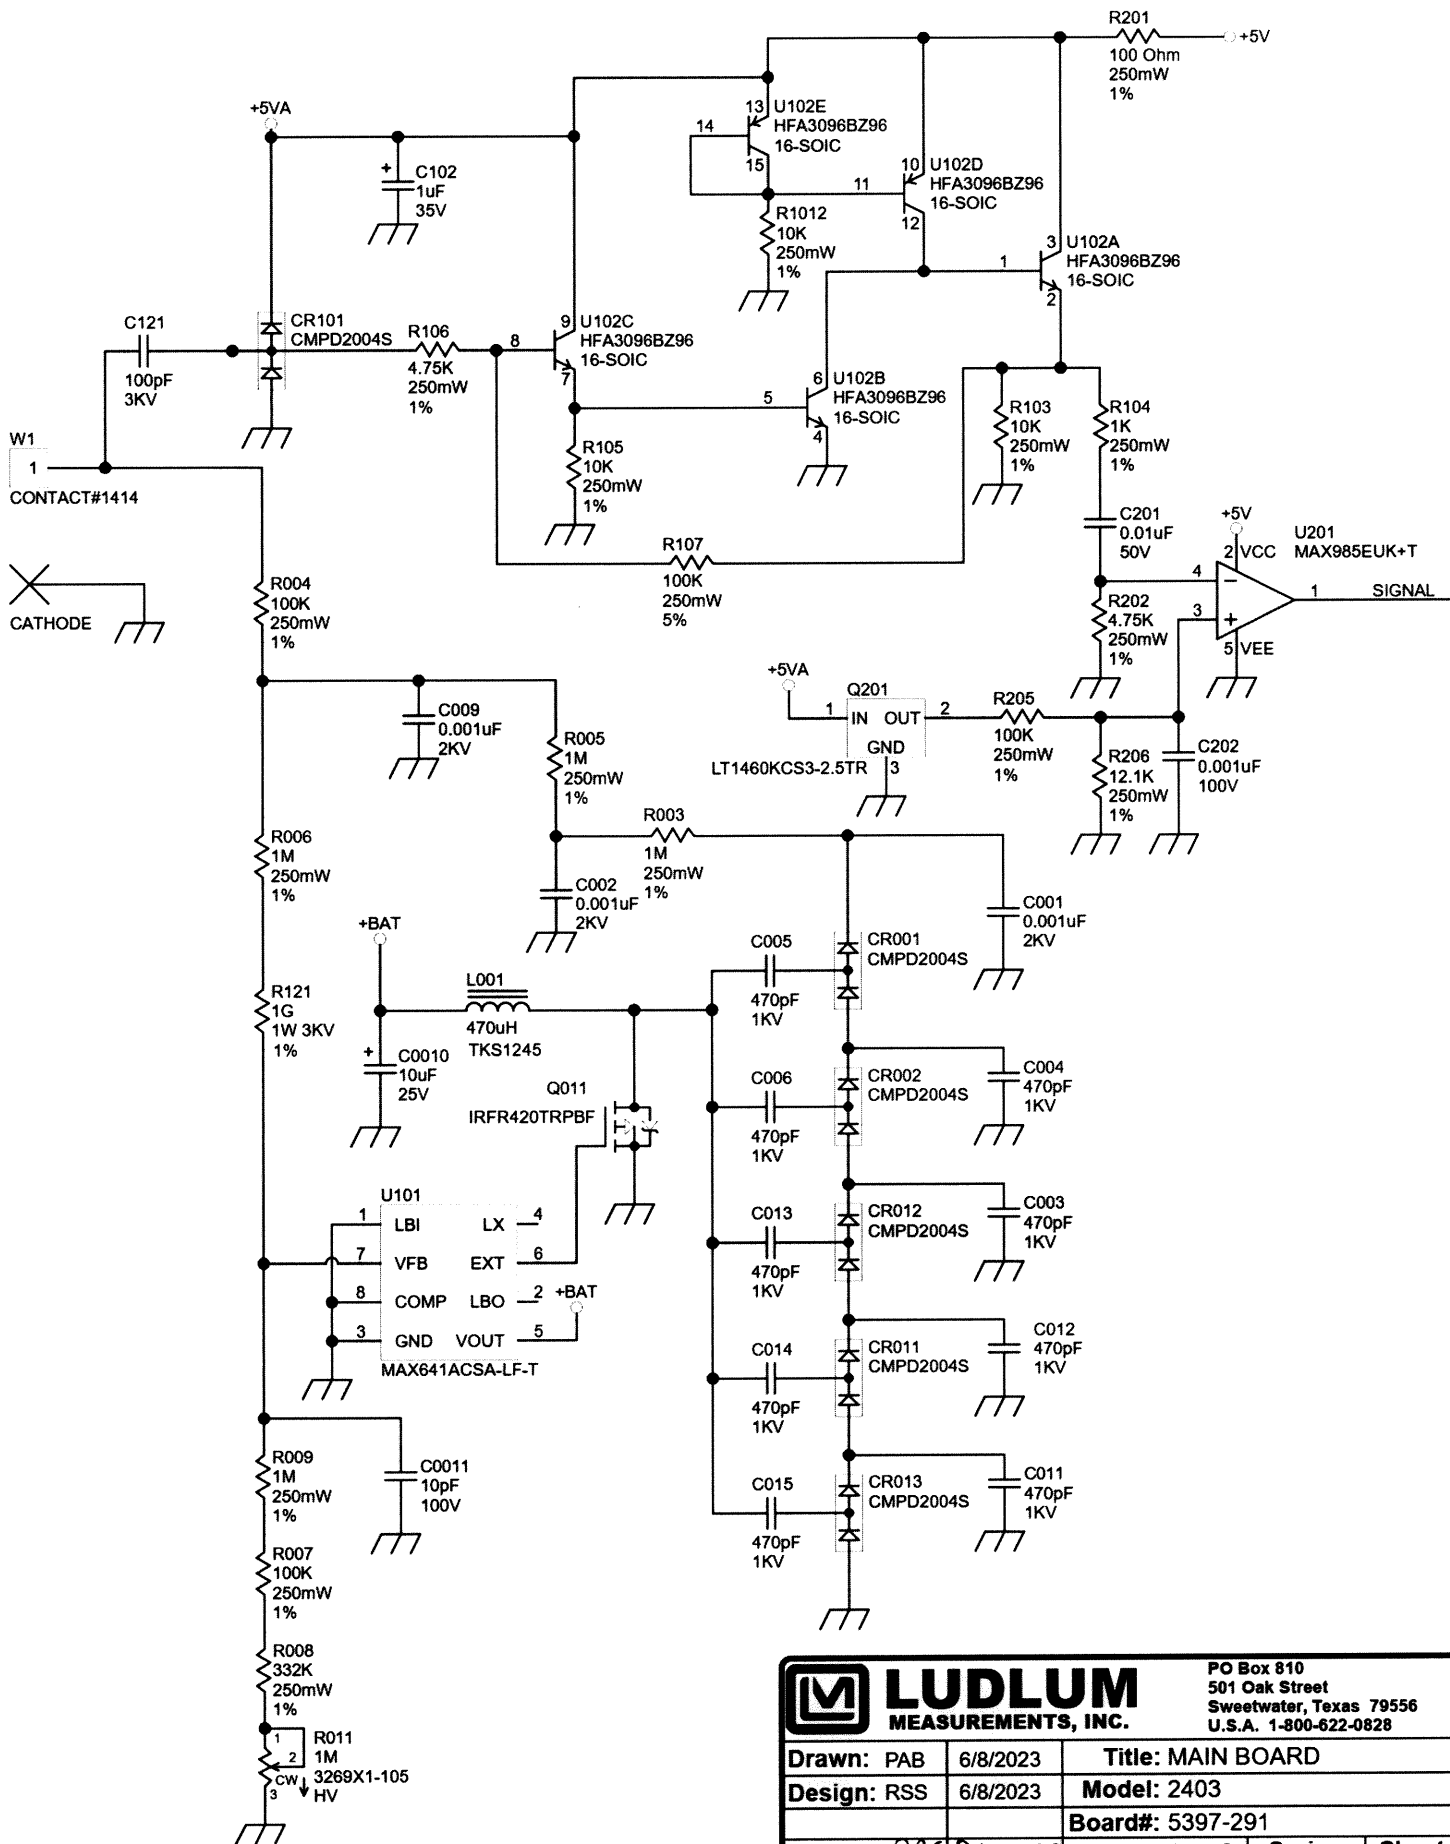 R201
100 Ohm
250mW
1%
+5V
+5VA
C102
+
1uF
35V
13
14
15
U102E
HFA3096BZ96
16-SOIC
11
10
12
U102D
HFA3096BZ96
16-SOIC
R1012
10K
250mW
1%
1
3
2
U102A
HFA3096BZ96
16-SOIC
C121
100pF
3KV
CR101
CMPD2004S
R106
4.75K
250mW
1%
8
9
7
U102C
HFA3096BZ96
16-SOIC
5
6
4
U102B
HFA3096BZ96
16-SOIC
R103
10K
250mW
1%
R104
1K
250mW
1%
W1
1
CONTACT#1414
R105
10K
250mW
1%
C201
0.01uF
50V
+5V
U201
MAX985EUK+T
2
VCC
4
−
3
+
5
VEE
1
SIGNAL
R107
100K
250mW
5%
CATHODE
R004
100K
250mW
1%
R202
4.75K
250mW
1%
+5VA
Q201
1
IN
OUT
2
GND
3
LT1460KCS3-2.5TR
R205
100K
250mW
1%
R206
12.1K
250mW
1%
C202
0.001uF
100V
C009
0.001uF
2KV
R005
1M
250mW
1%
R003
1M
250mW
1%
R006
1M
250mW
1%
C002
0.001uF
2KV
C001
0.001uF
2KV
+BAT
L001
470uH
TKS1245
C005
470pF
1KV
CR001
CMPD2004S
R121
1G
1W 3KV
1%
+
C0010
10uF
25V
Q011
IRFR420TRPBF
C006
470pF
1KV
CR002
CMPD2004S
C004
470pF
1KV
U101
1
LBI
LX
4
7
VFB
EXT
6
8
COMP
LBO
2
3
GND
VOUT
5
+BAT
MAX641ACSA-LF-T
C013
470pF
1KV
CR012
CMPD2004S
C003
470pF
1KV
C014
470pF
1KV
CR011
CMPD2004S
C012
470pF
1KV
R009
1M
250mW
1%
C0011
10pF
100V
C015
470pF
1KV
CR013
CMPD2004S
C011
470pF
1KV
R007
100K
250mW
1%
R008
332K
250mW
1%
1
2
CW
3
R011
1M
3269X1-105
HV
LUDLUM
MEASUREMENTS, INC.
PO Box 810
501 Oak Street
Sweetwater, Texas 79556
U.S.A. 1-800-622-0828
Drawn: PAB 6/8/2023 Title: MAIN BOARD
Design: RSS 6/8/2023 Model: 2403
Board#: 5397-291